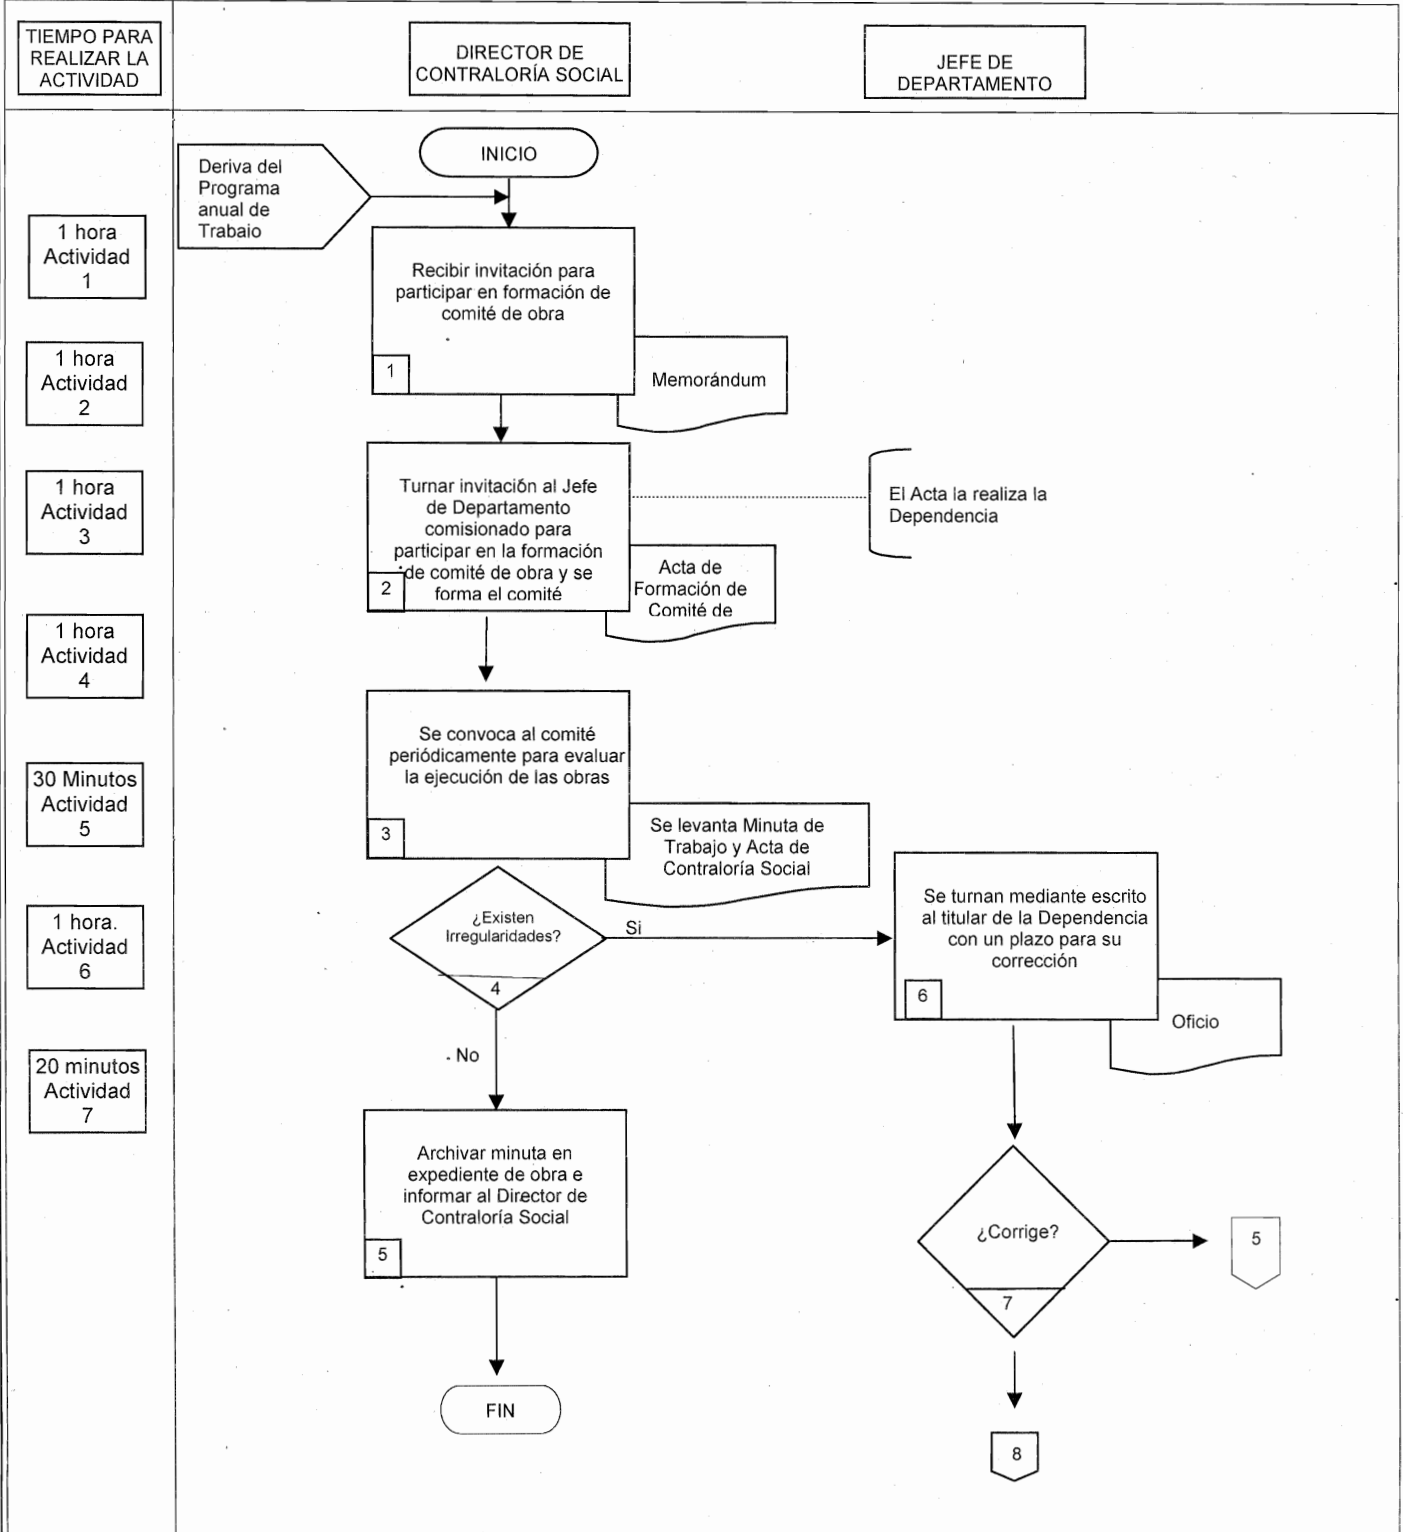 TIEMPO PARA
REALIZAR LA
ACTIVIDAD
DIRECTOR DE
CONTRALORÍA SOCIAL
JEFE DE
DEPARTAMENTO
INICIO
Deriva del
Programa
anual de
Trabaio
1 hora
Actividad
1
Recibir invitación para
participar en formación de
comité de obra
1
Memorándum
1 hora
Actividad
2
Turnar invitación al Jefe
de Departamento
comisionado para
participar en la formación
de comité de obra y se
forma el comité
2
El Acta la realiza la
Dependencia
Acta de
Formación de
Comité de
1 hora
Actividad
3
1 hora
Actividad
4
Se convoca al comité
periódicamente para evaluar
la ejecución de las obras
3
Se levanta Minuta de
Trabajo y Acta de
Contraloría Social
30 Minutos
Actividad
5
¿Existen
Irregularidades?
4
Si
No
Se turnan mediante escrito
al titular de la Dependencia
con un plazo para su
corrección
6
Oficio
1 hora.
Actividad
6
20 minutos
Actividad
7
Archivar minuta en
expediente de obra e
informar al Director de
Contraloría Social
5
¿Corrige?
7
5
FIN
8